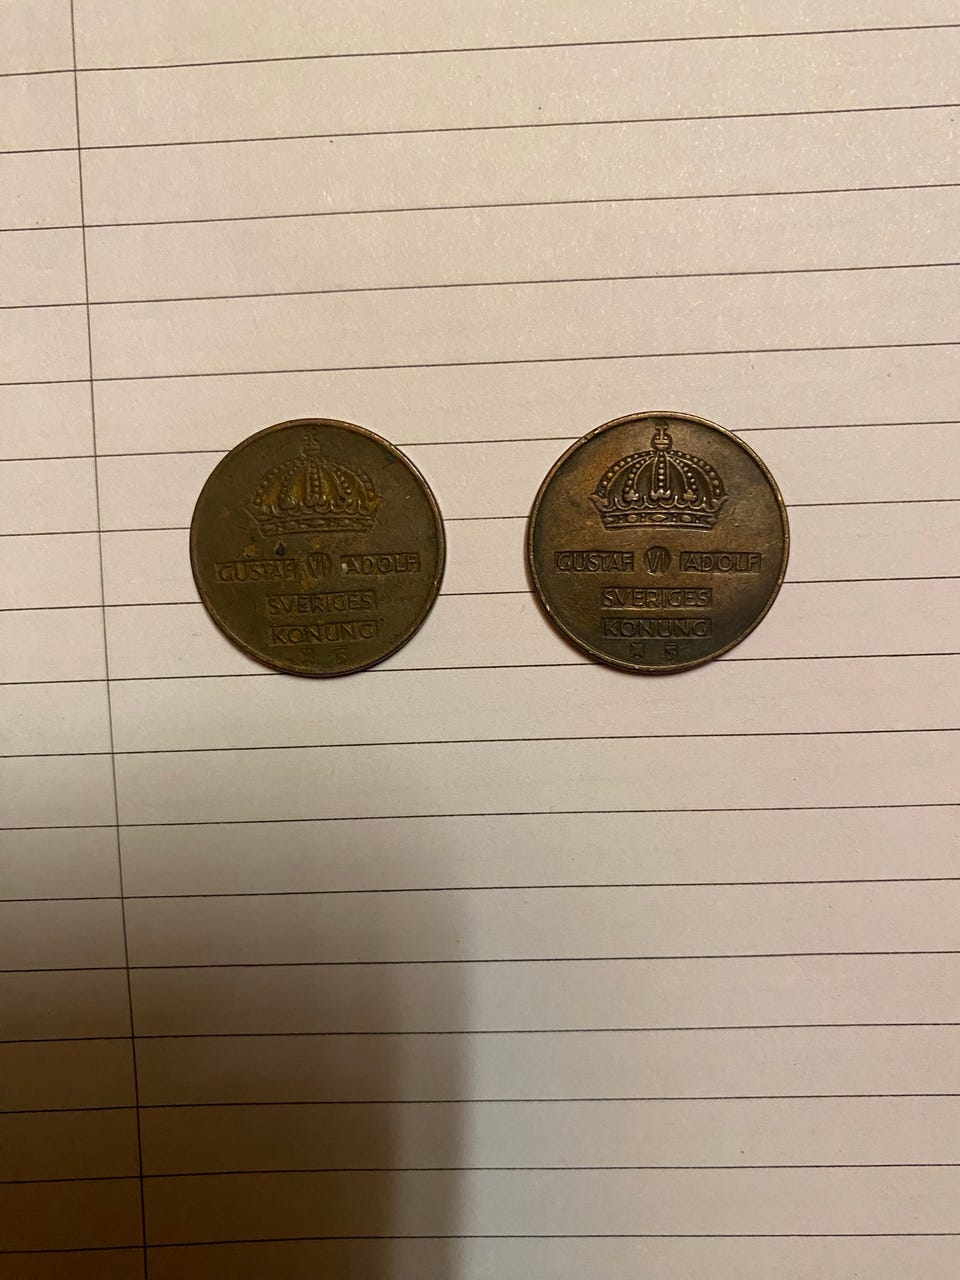 GUSTAF VI ADOLF
SVERIGES
KONUNG
GUSTAF VI ADOLF
SVERIGES
KONUNG